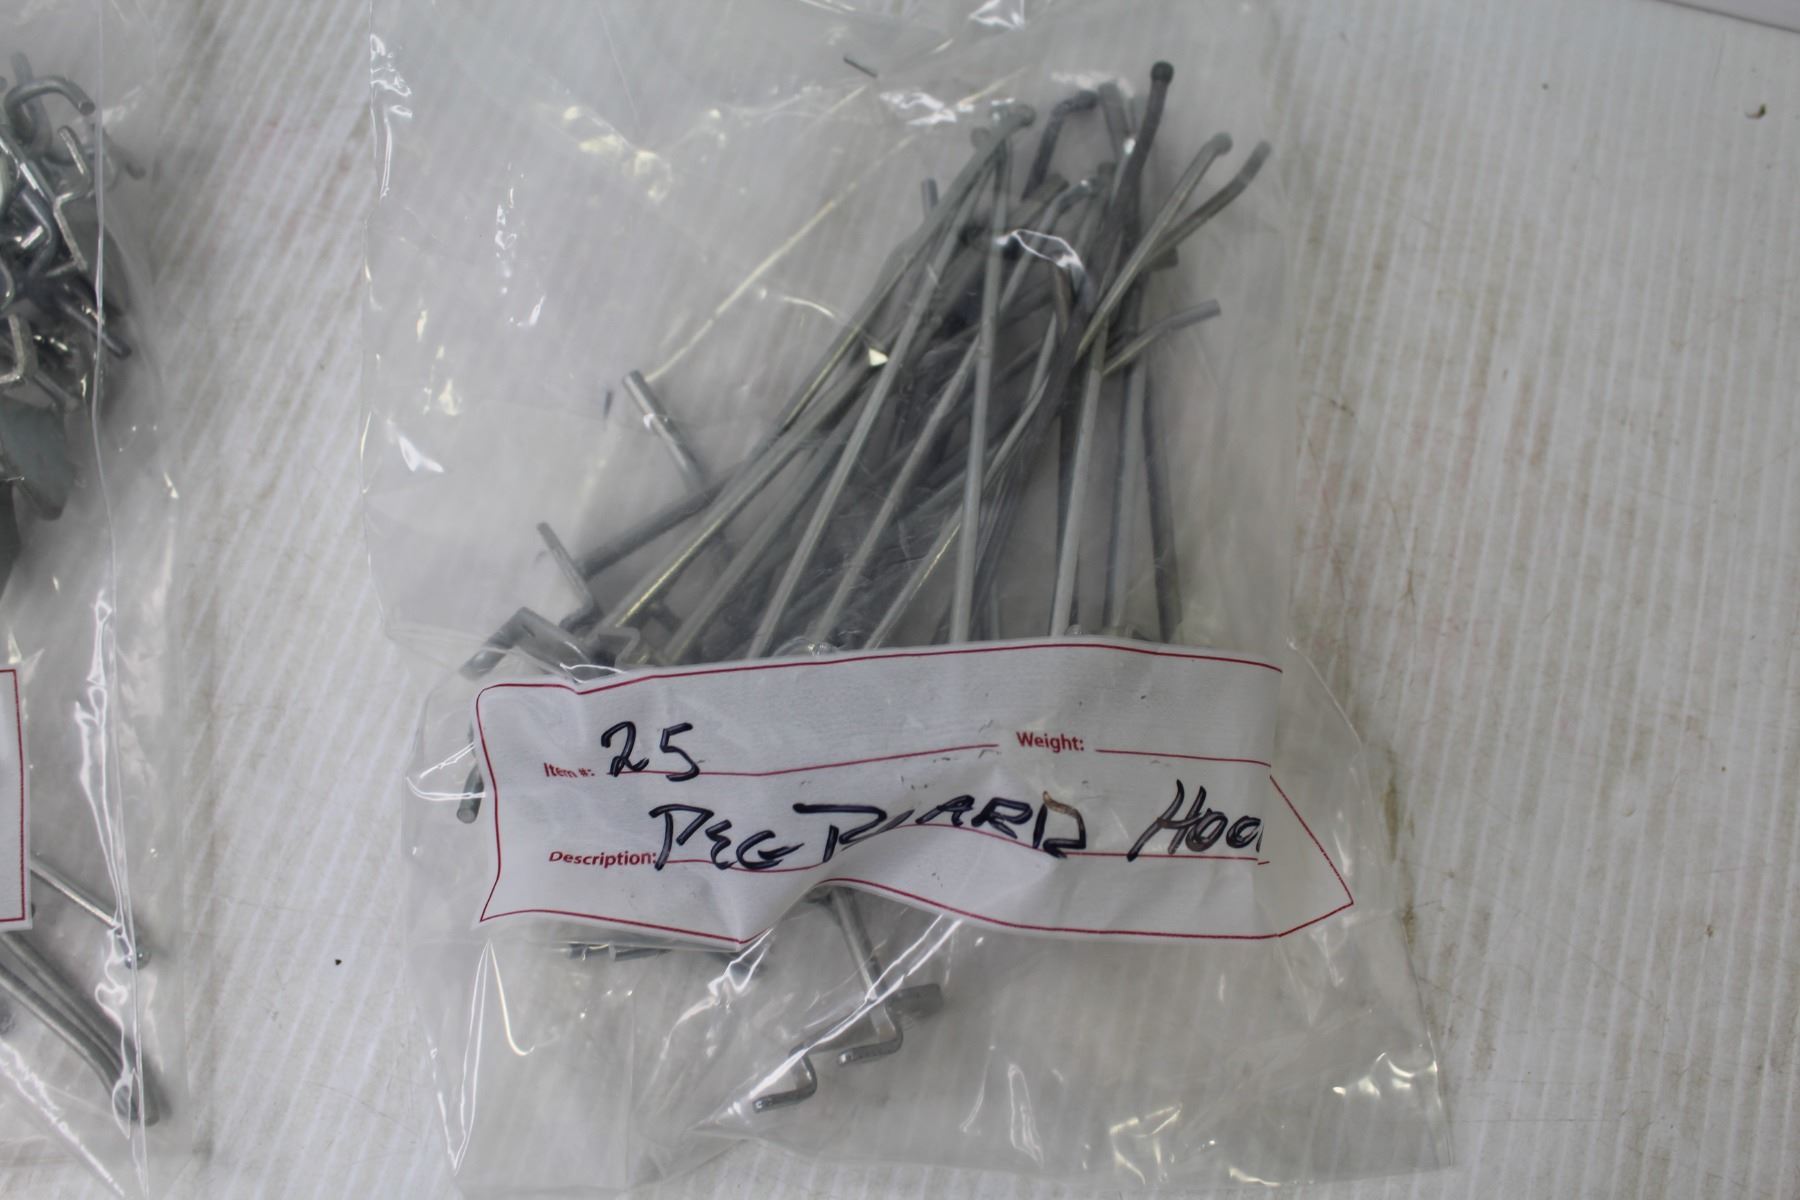 Item #: 25 Weight:
Description: PEGBOARD HOO